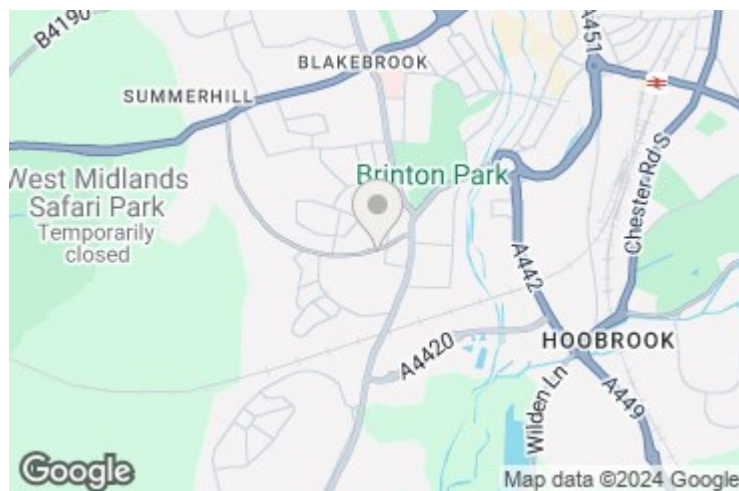 B4190
BLAKEBROOK
A451
SUMMERHILL
Chester Rd S
West Midlands
Safari Park
Temporarily
closed
Brinton Park
A442
A4420
HOOBROOK
Wilden Ln
A449
Google
Map data ©2024 Google